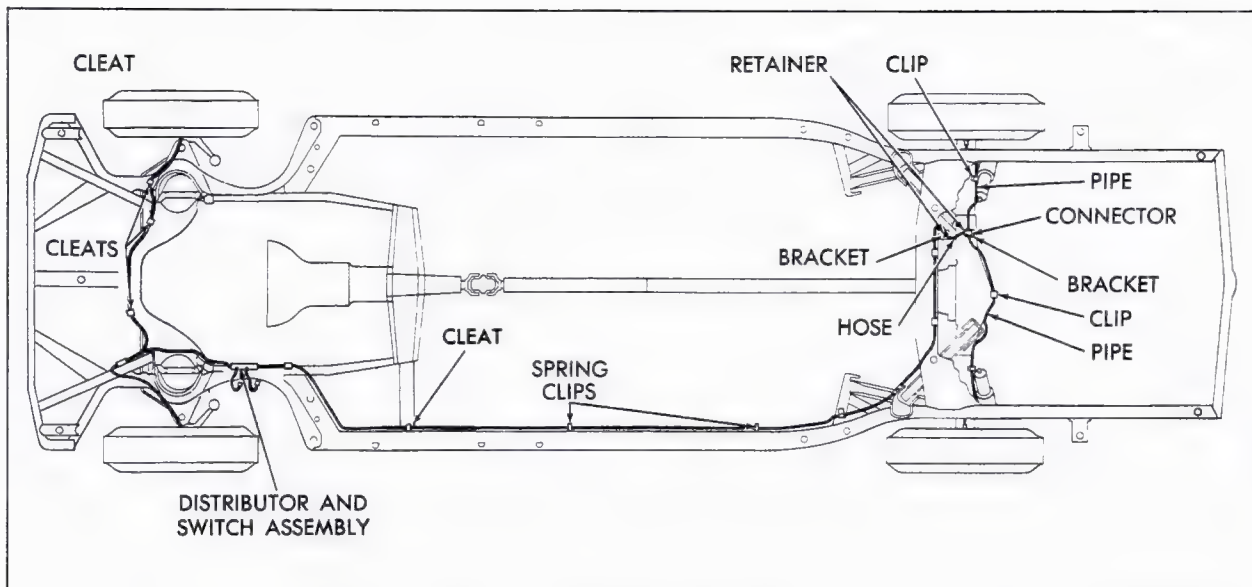 CLEAT
RETAINER
CLIP
PIPE
CONNECTOR
CLEATS
BRACKET
BRACKET
HOSE
CLIP
CLEAT
PIPE
SPRING
CLIPS
DISTRIBUTOR AND
SWITCH ASSEMBLY